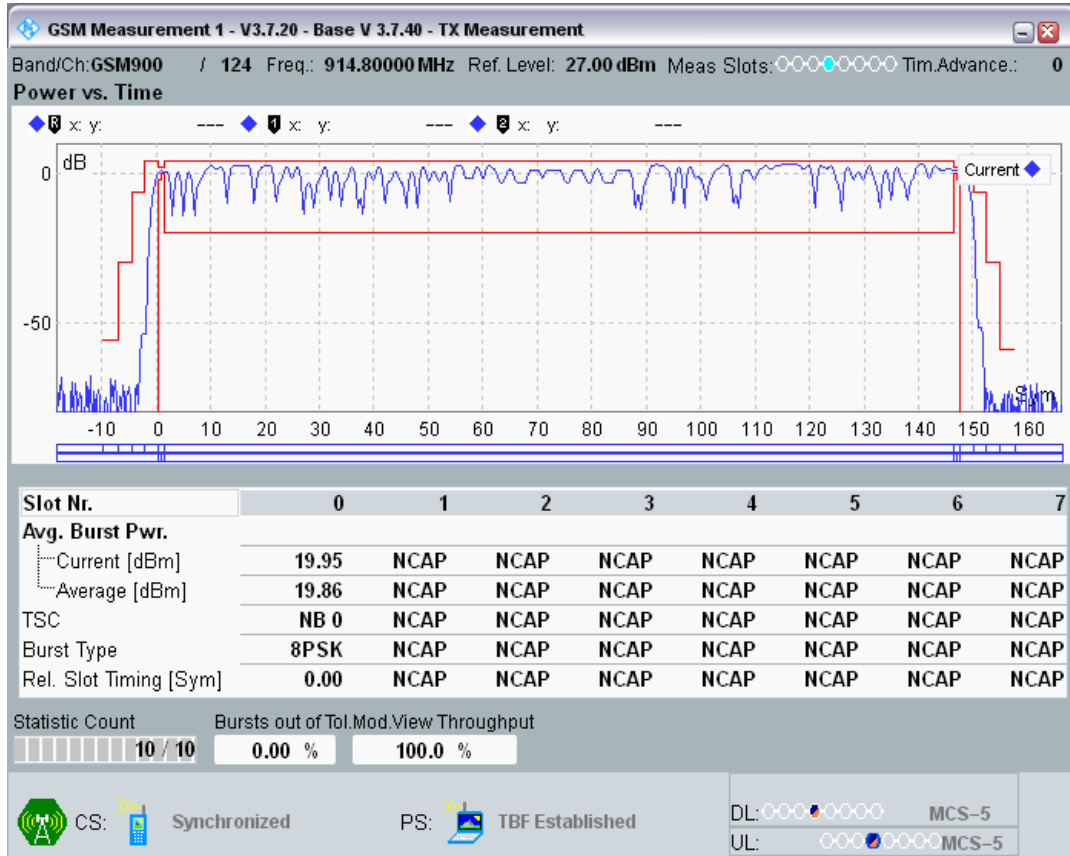 GSM Measurement 1 - V3.7.20 - Base V 3.7.40 - TX Measurement
Band/Ch:GSM900 / 124 Freq.: 914.80000 MHz Ref. Level: 27.00 dBm Meas Slots: Tim.Advance.: 0
Power vs. Time
R x: y: --- 1 x: y: --- 2 x: y: ---
dB
Current
0
-50
Sym
-10 0 10 20 30 40 50 60 70 80 90 100 110 120 130 140 150 160
Slot Nr. 0 1 2 3 4 5 6 7
Avg. Burst Pwr.
Current [dBm] 19.95 NCAP NCAP NCAP NCAP NCAP NCAP NCAP
Average [dBm] 19.86 NCAP NCAP NCAP NCAP NCAP NCAP NCAP
TSC NB 0 NCAP NCAP NCAP NCAP NCAP NCAP NCAP
Burst Type 8PSK NCAP NCAP NCAP NCAP NCAP NCAP NCAP
Rel. Slot Timing [Sym] 0.00 NCAP NCAP NCAP NCAP NCAP NCAP NCAP
Statistic Count Bursts out of Tol. Mod.View Throughput
10 / 10 0.00 % 100.0 %
CS: Synchronized PS: TBF Established DL: MCS-5
UL: MCS-5